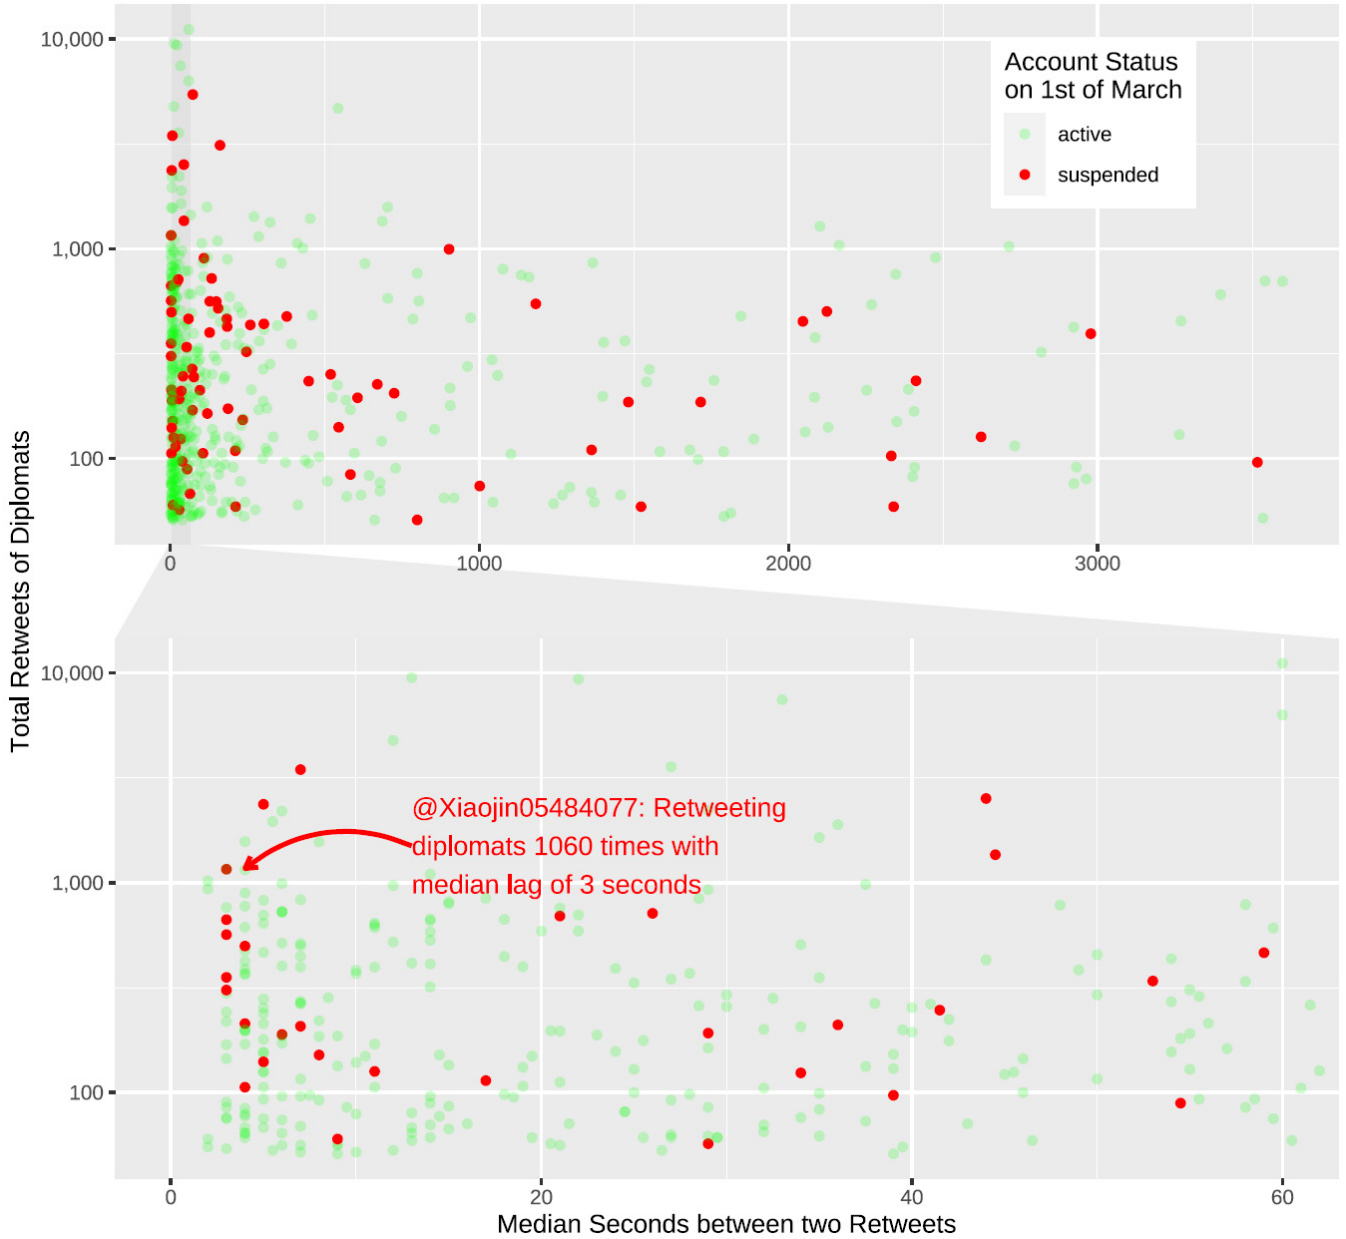 10,000
1,000
100
0
1000
2000
3000
Account Status
on 1st of March
active
suspended
Total Retweets of Diplomats
10,000
1,000
100
@Xiaojin05484077: Retweeting
diplomats 1060 times with
median lag of 3 seconds
0
20
40
60
Median Seconds between two Retweets